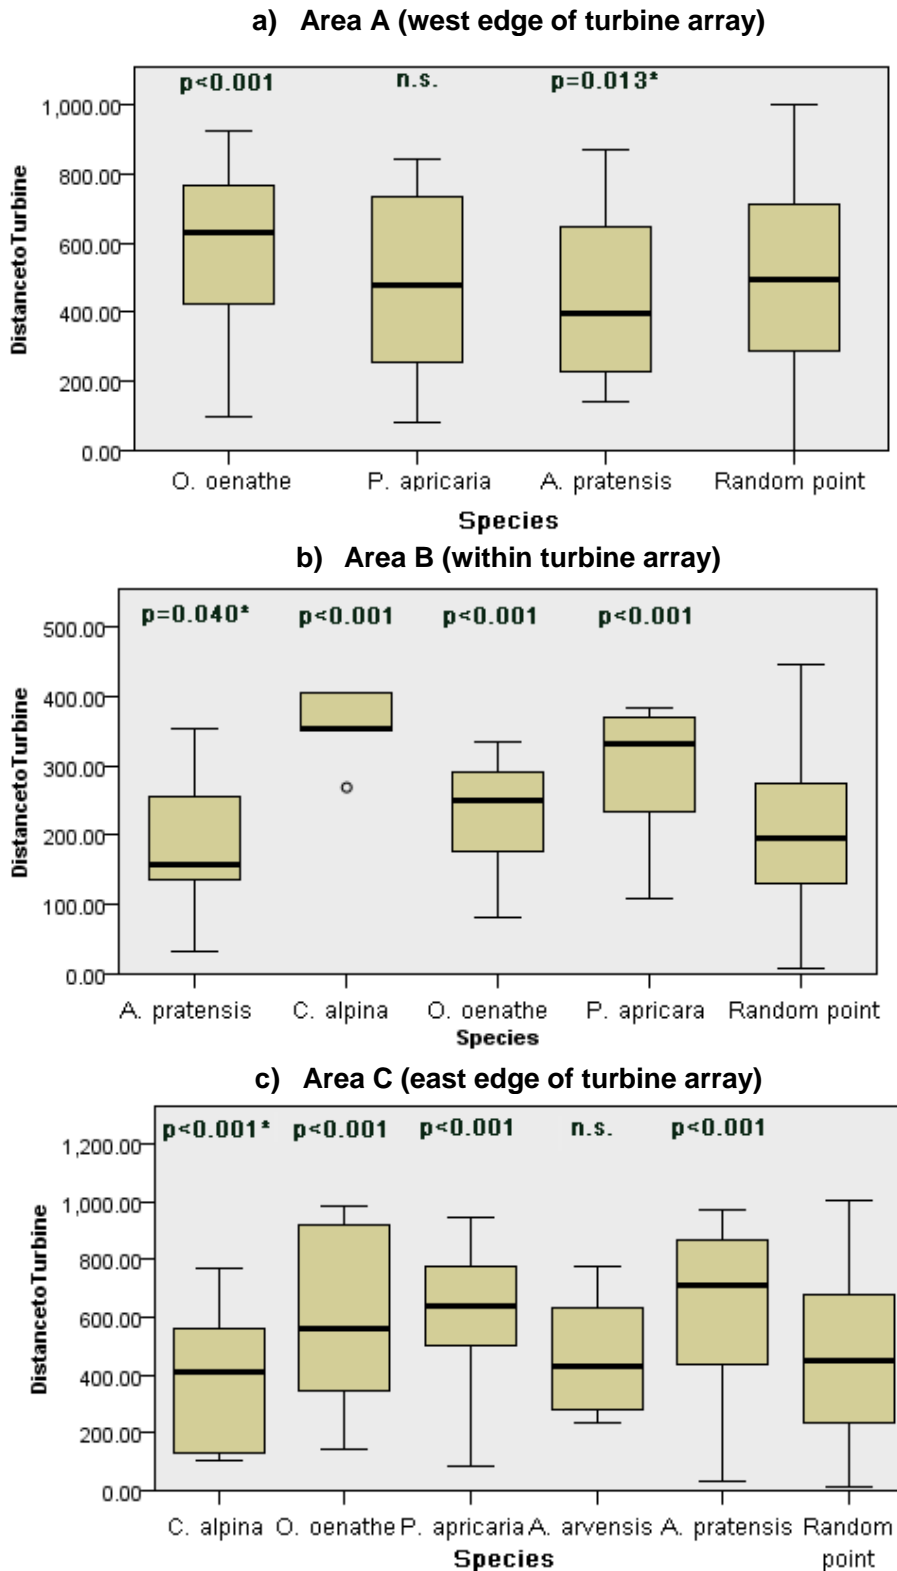 a) Area A (west edge of turbine array)
p<0.001 n.s. p=0.013*
1,000.00
800.00
600.00
400.00
200.00
0.00
DistancetoTurbine
O. oenathe P. apricaria A. pratensis Random point
Species
b) Area B (within turbine array)
p=0.040* p<0.001 p<0.001 p<0.001
500.00
400.00
300.00
200.00
100.00
0.00
DistancetoTurbine
A. pratensis C. alpina O. oenathe P. apricara Random point
Species
c) Area C (east edge of turbine array)
p<0.001* p<0.001 p<0.001 n.s. p<0.001
1,200.00
1,000.00
800.00
600.00
400.00
200.00
0.00
DistancetoTurbine
C. alpina O. oenathe P. apricaria A. arvensis A. pratensis Random
point
Species